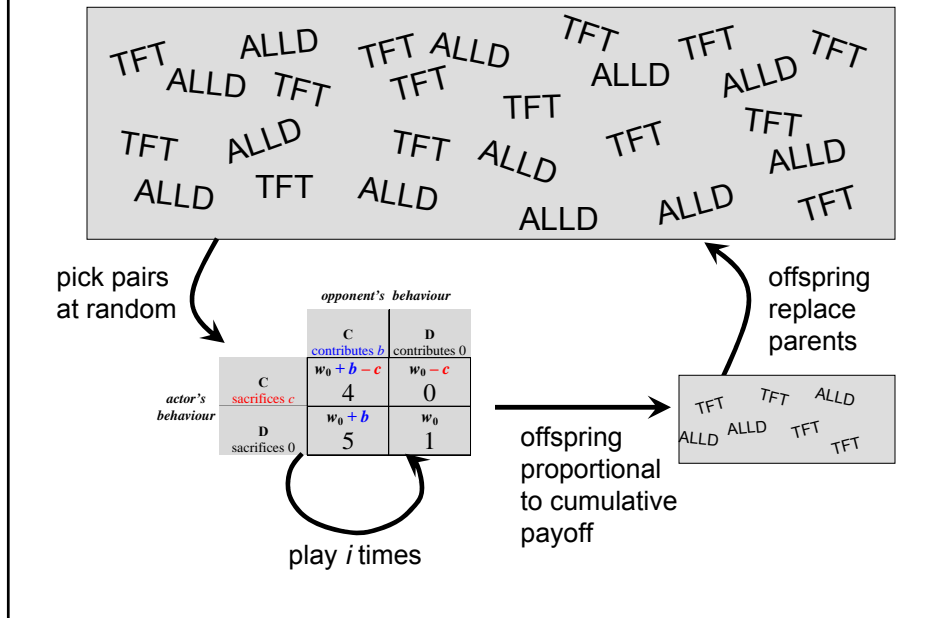 TFT ALLD TFT ALLD TFT TFT TFT
ALLD TFT TFT ALLD ALLD
TFT
TFT ALLD TFT ALLD TFT TFT ALLD
ALLD TFT ALLD ALLD ALLD TFT
pick pairs
at random
offspring
replace
parents
opponent's behaviour
C D
contributes b contributes 0
actor's
behaviour
C
sacrifices c
w0 + b – c w0 – c
4 0
D
sacrifices 0
w0 + b w0
5 1
play i times
offspring
proportional
to cumulative
payoff
TFT TFT ALLD
ALLD ALLD TFT
TFT